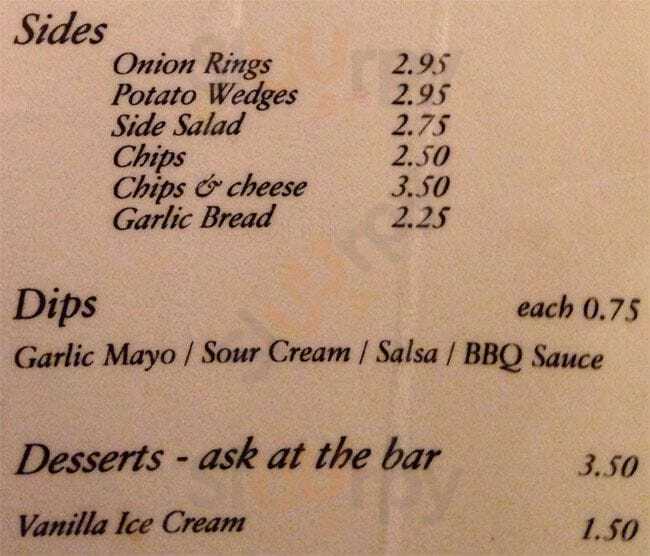 Sides
Onion Rings 2.95
Potato Wedges 2.95
Side Salad 2.75
Chips 2.50
Chips & cheese 3.50
Garlic Bread 2.25
Dips each 0.75
Garlic Mayo / Sour Cream / Salsa / BBQ Sauce
Desserts - ask at the bar 3.50
Vanilla Ice Cream 1.50